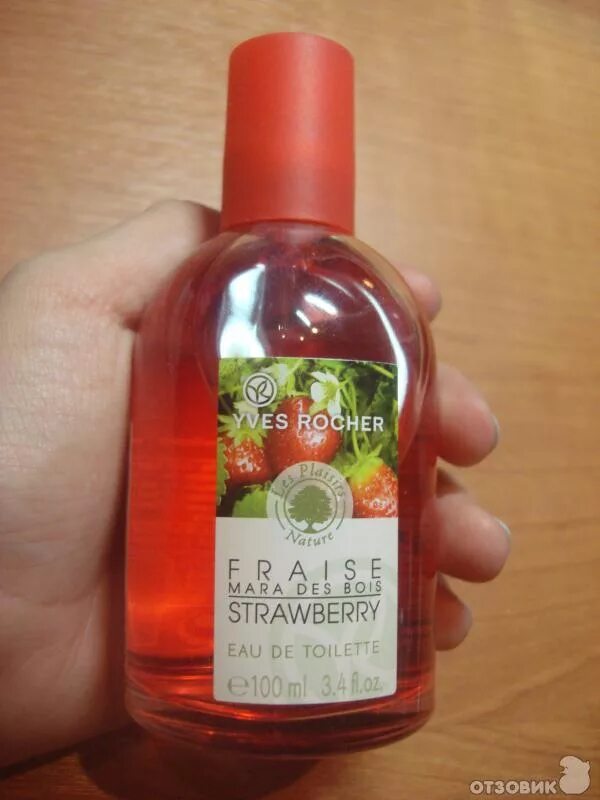 YVES ROCHER
Les Plaisirs
Nature
FRAISE
MARA DES BOIS
STRAWBERRY
EAU DE TOILETTE
℮100 ml 3.4 fl.oz.
ОТЗОВИК